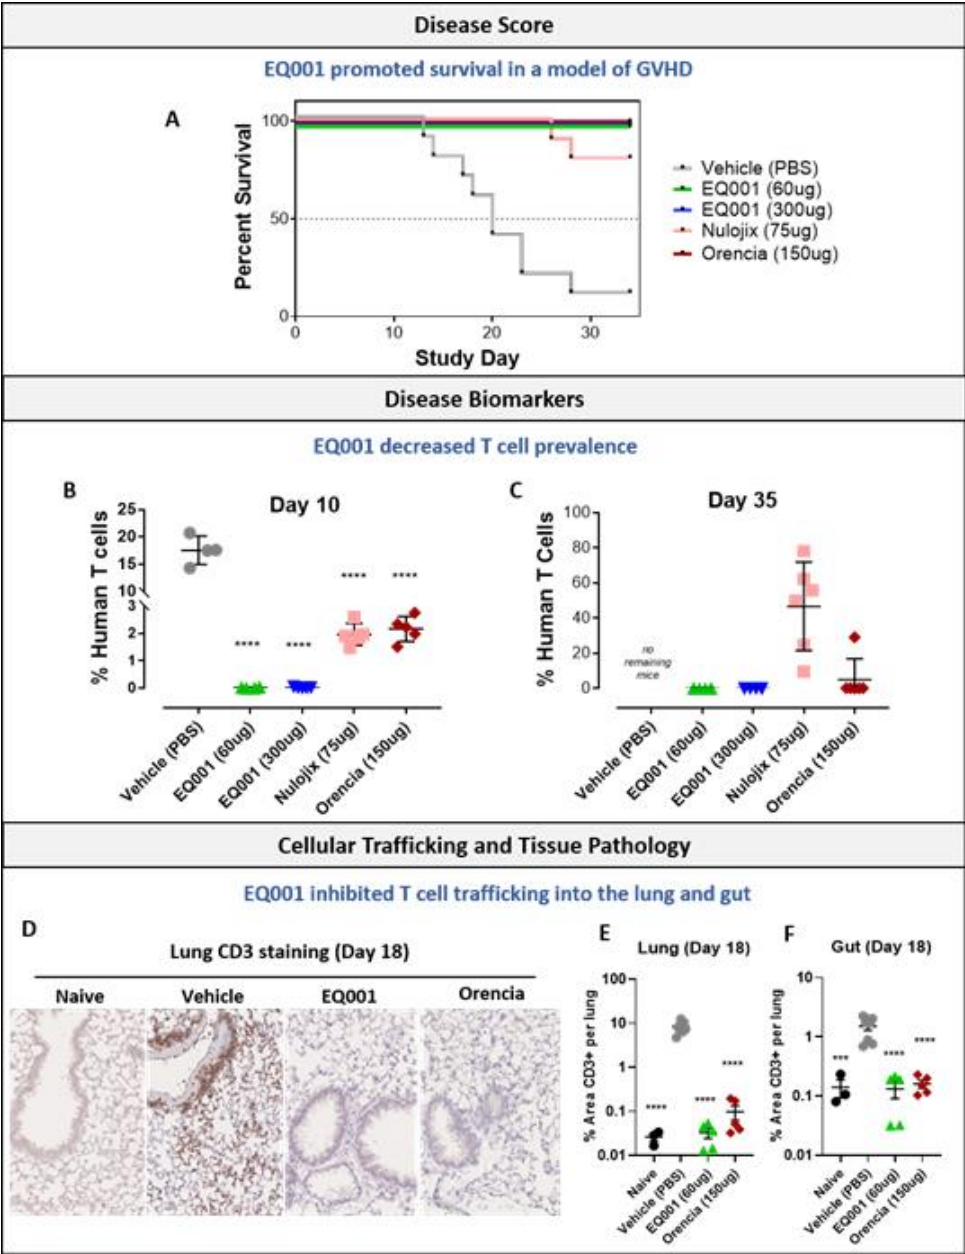 Disease Score
EQ001 promoted survival in a model of GVHD
A
100
50
0
Percent Survival
0 10 20 30
Study Day
Vehicle (PBS)
EQ001 (60ug)
EQ001 (300ug)
Nulojix (75ug)
Orencia (150ug)
Disease Biomarkers
EQ001 decreased T cell prevalence
B
Day 10
% Human T cells
25
20
15
10
3
2
1
0
****
****
****
****
Vehicle (PBS)
EQ001 (60ug)
EQ001 (300ug)
Nulojix (75ug)
Orencia (150ug)
C
Day 35
% Human T Cells
100
80
60
40
20
0
no
remaining
mice
Vehicle (PBS)
EQ001 (60ug)
EQ001 (300ug)
Nulojix (75ug)
Orencia (150ug)
Cellular Trafficking and Tissue Pathology
EQ001 inhibited T cell trafficking into the lung and gut
D
Lung CD3 staining (Day 18)
Naive Vehicle EQ001 Orencia
E
Lung (Day 18)
% Area CD3+ per lung
100
10
1
0.1
0.01
****
****
****
Naive
Vehicle (PBS)
EQ001 (60ug)
Orencia (150ug)
F
Gut (Day 18)
% Area CD3+ per lung
10
1
0.1
0.01
***
****
****
Naive
Vehicle (PBS)
EQ001 (60ug)
Orencia (150ug)